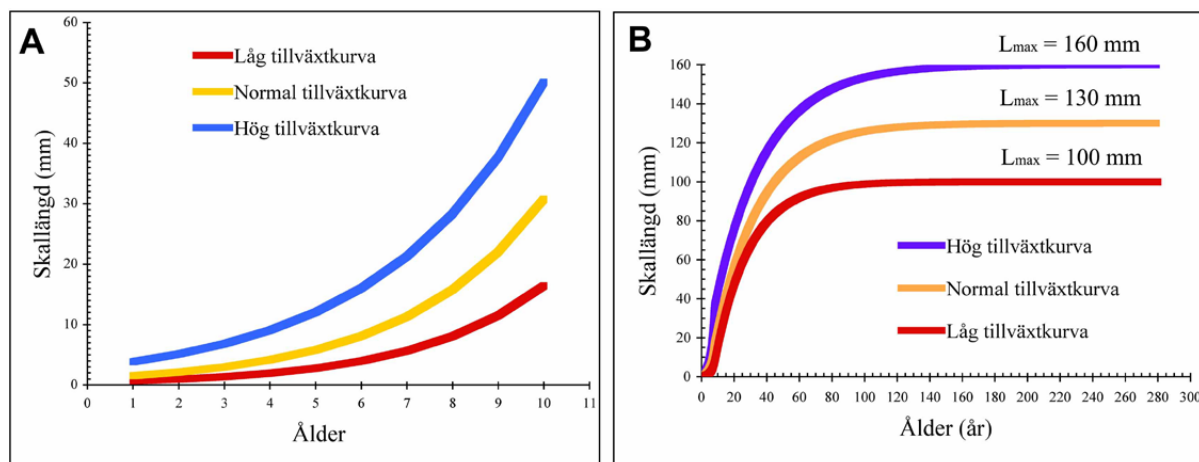 A
Låg tillväxtkurva
Normal tillväxtkurva
Hög tillväxtkurva
Skallängd (mm)
60
50
40
30
20
10
0
0 1 2 3 4 5 6 7 8 9 10 11
Ålder
B
Lmax = 160 mm
Lmax = 130 mm
Lmax = 100 mm
Hög tillväxtkurva
Normal tillväxtkurva
Låg tillväxtkurva
Skallängd (mm)
160
140
120
100
80
60
40
20
0
0 20 40 60 80 100 120 140 160 180 200 220 240 260 280 300
Ålder (år)